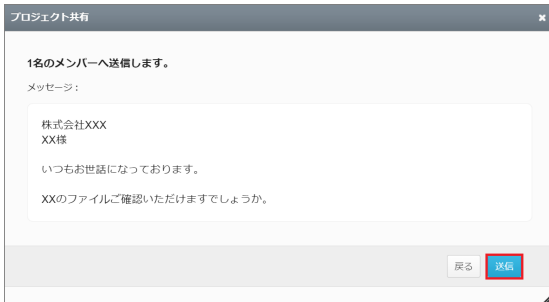 プロジェクト共有
1名のメンバーへ送信します。
メッセージ：
株式会社XXX
XX様
いつもお世話になっております。
XXのファイルご確認いただけますでしょうか。
戻る
送信